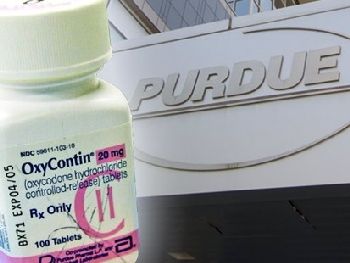 PURDUE
NDC 59011-103-10
OxyContin® 20 mg
(oxycodone hydrochloride
controlled-release) tablets
CII
Rx Only
100 Tablets
BX71 EXP04/05